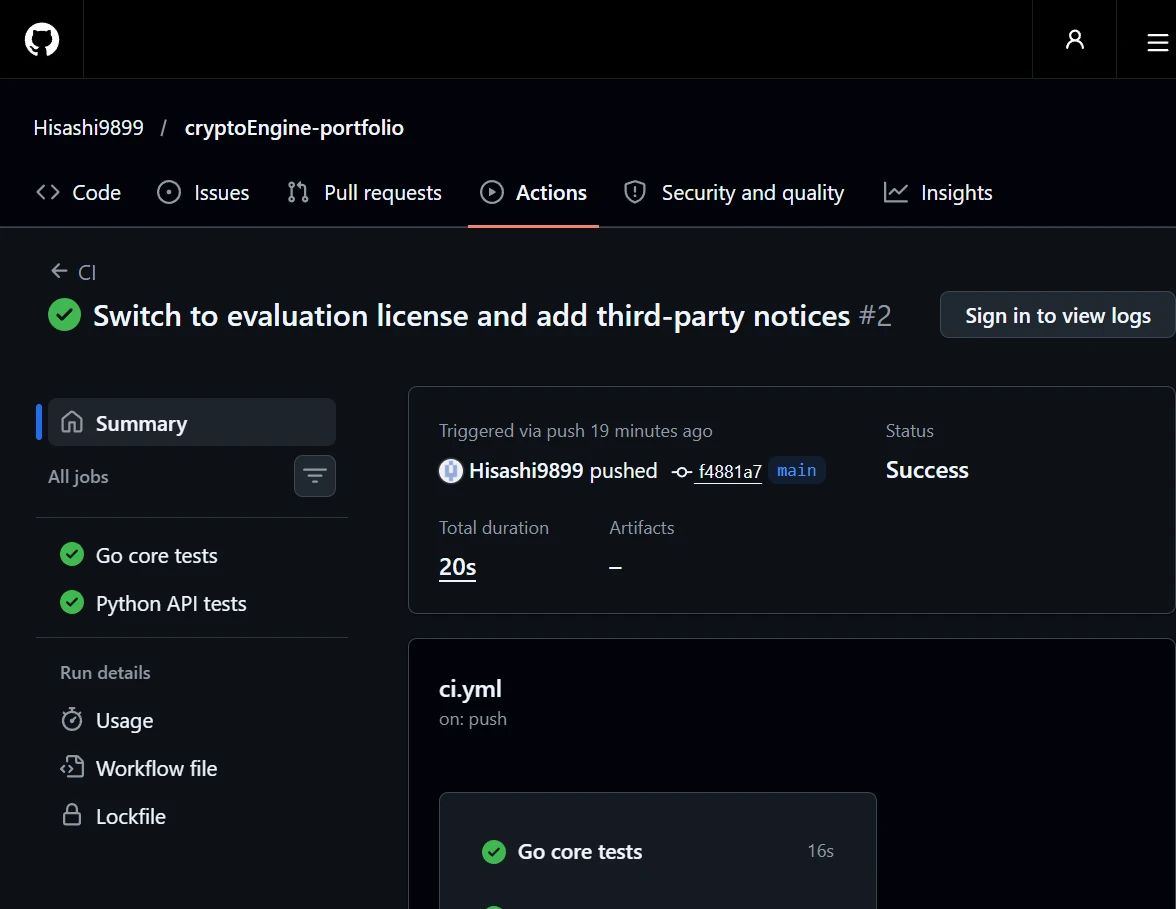 Hisashi9899 / cryptoEngine-portfolio
Code Issues Pull requests Actions Security and quality Insights
CI
Switch to evaluation license and add third-party notices #2
Sign in to view logs
Summary
All jobs
Go core tests
Python API tests
Run details
Usage
Workflow file
Lockfile
Triggered via push 19 minutes ago
Hisashi9899 pushed f4881a7 main
Status
Success
Total duration
20s
Artifacts
–
ci.yml
on: push
Go core tests 16s